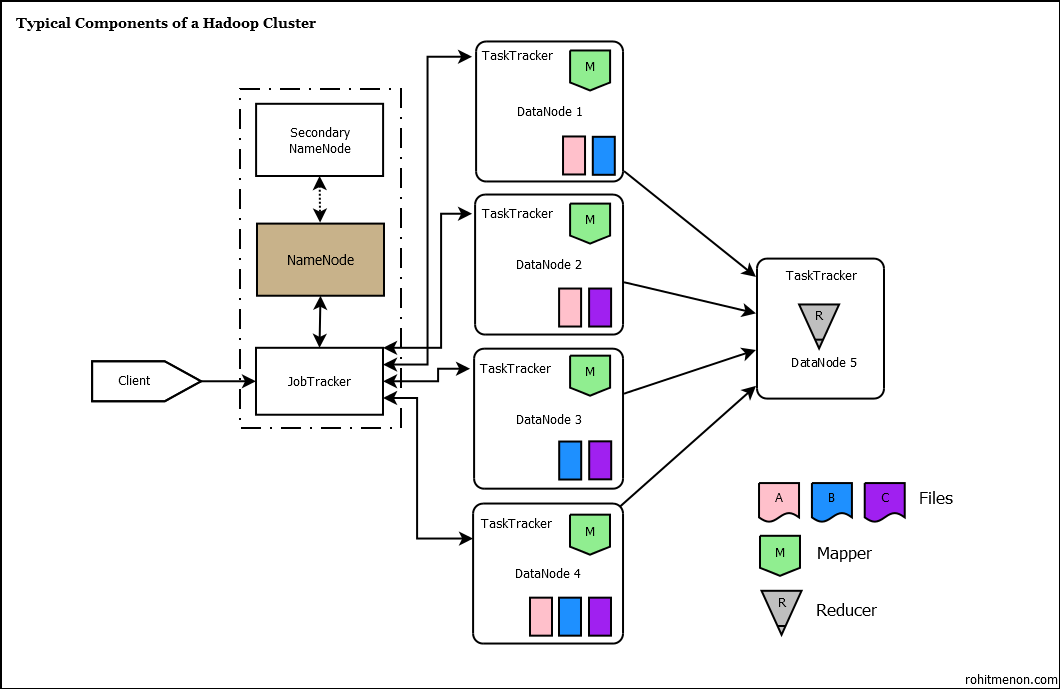 Typical Components of a Hadoop Cluster
Secondary
NameNode
NameNode
JobTracker
Client
TaskTracker
M
DataNode 1
TaskTracker
M
DataNode 2
TaskTracker
M
DataNode 3
TaskTracker
M
DataNode 4
TaskTracker
R
DataNode 5
A B C Files
M Mapper
R Reducer
rohitmenon.com